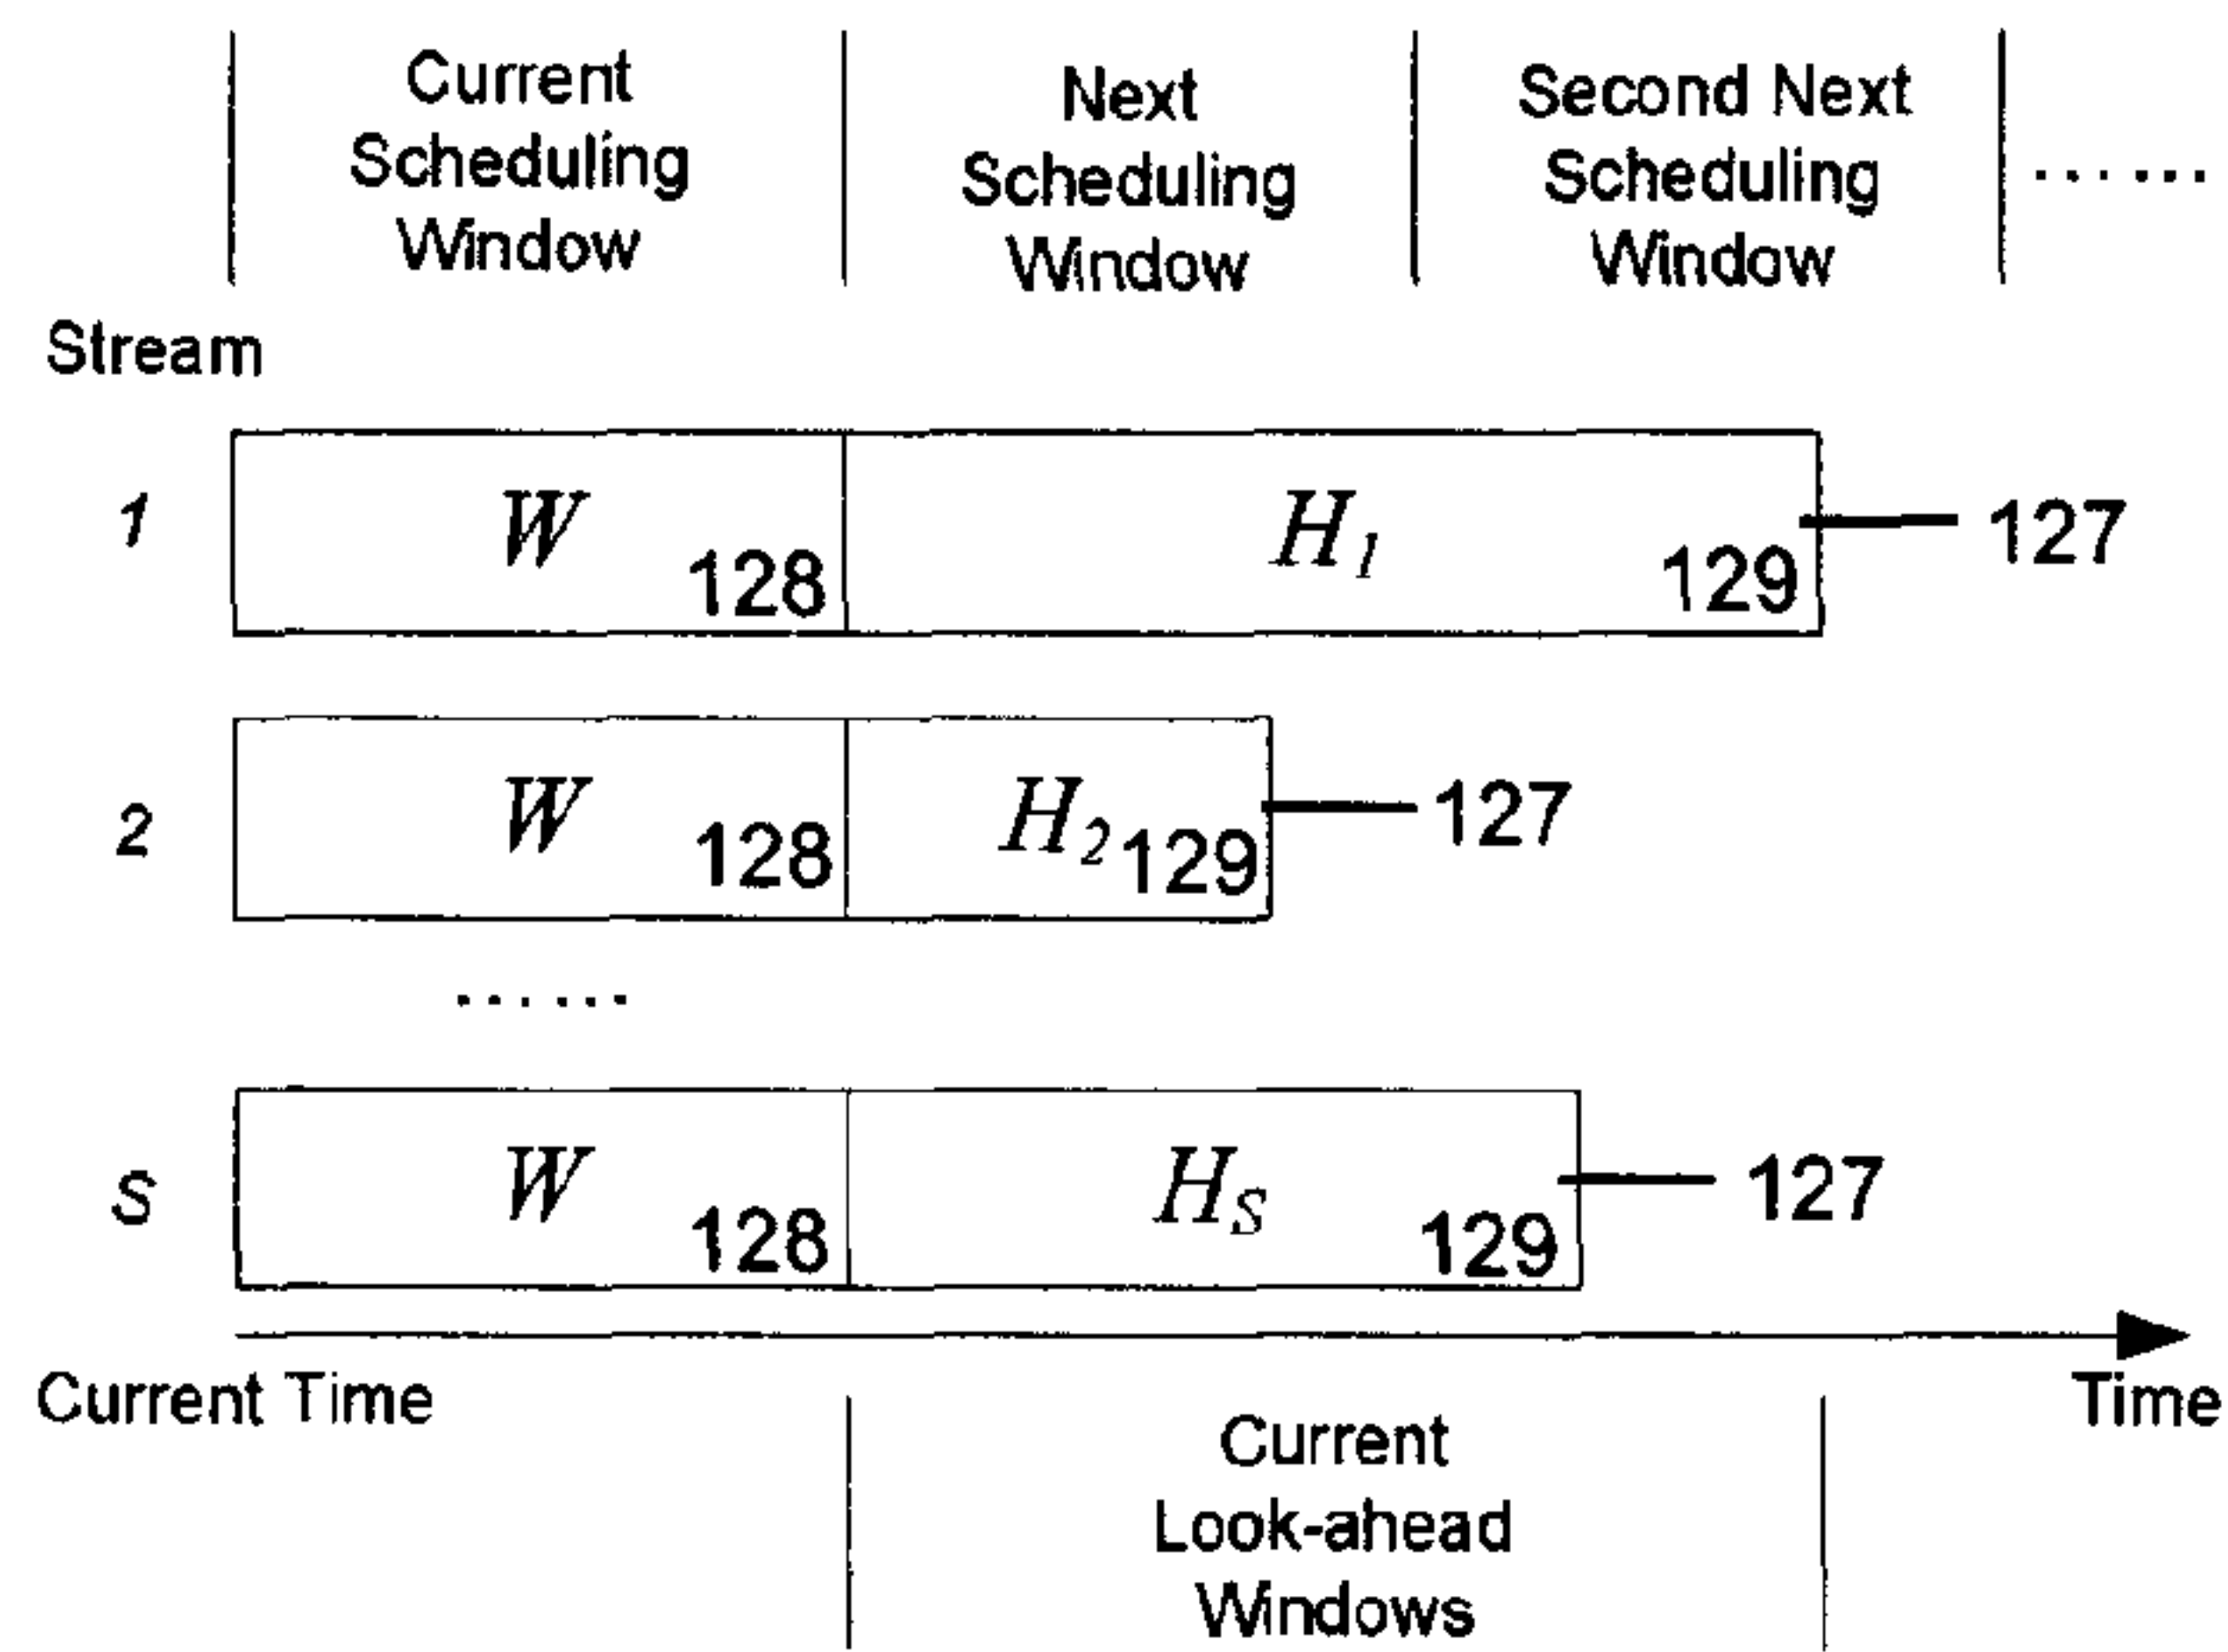 Current
Scheduling
Window
Next
Scheduling
Window
Second Next
Scheduling
Window
......
Stream
1
W
128
H1
129
127
2
W
128
H2
129
127
......
S
W
128
HS
129
127
Current Time
Time
Current
Look-ahead
Windows